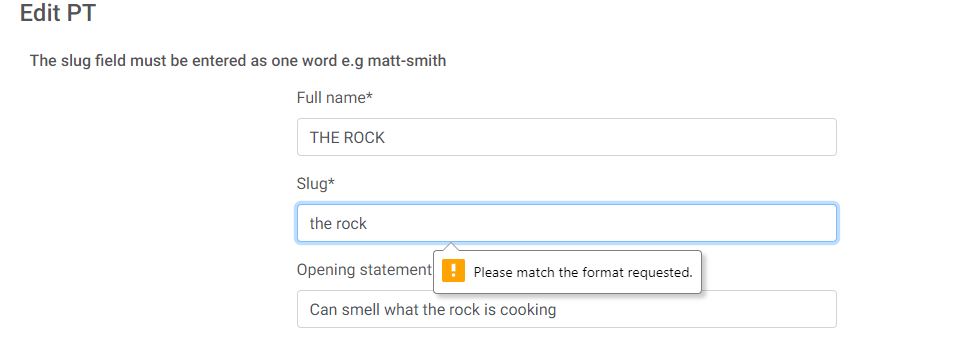 Edit PT
The slug field must be entered as one word e.g matt-smith
Full name*
THE ROCK
Slug*
the rock
Please match the format requested.
Opening statement
Can smell what the rock is cooking